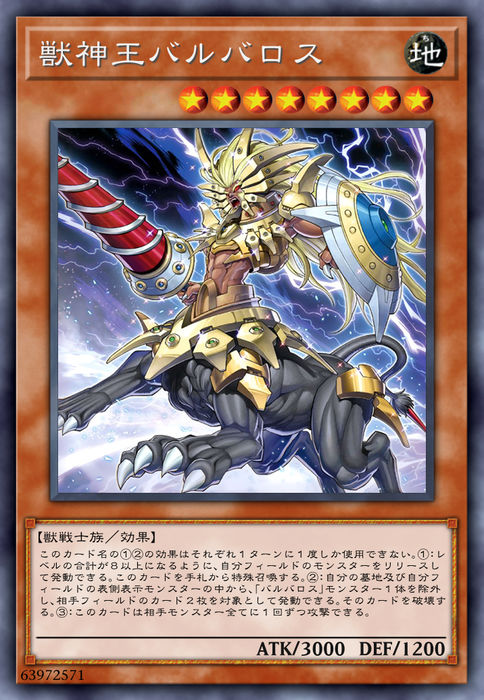 獣神王バルバロス
ち
地
【獣戦士族／効果】
このカード名の①②の効果はそれぞれ１ターンに１度しか使用できない。①：レ
ベルの合計が８以上になるように、自分フィールドのモンスターをリリースし
て発動できる。このカードを手札から特殊召喚する。②：自分の墓地及び自分フ
ィールドの表側表示モンスターの中から、「バルバロス」モンスター１体を除外
し、相手フィールドのカード２枚を対象として発動できる。そのカードを破壊す
る。③：このカードは相手モンスター全てに１回ずつ攻撃できる。
ATK/3000 DEF/1200
63972571